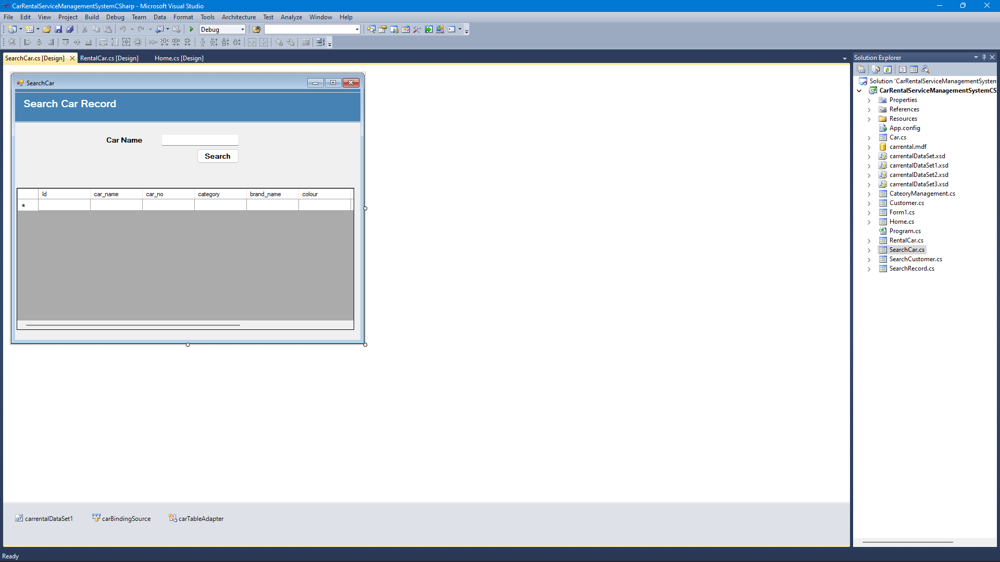 CarRentalServiceManagementSystemCSharp - Microsoft Visual Studio
File Edit View Project Build Debug Team Data Format Tools Architecture Test Analyze Window Help
Debug
SearchCar.cs [Design] RentalCar.cs [Design] Home.cs [Design]
SearchCar
Search Car Record
Car Name
Search
Id car_name car_no category brand_name colour
carrentalDataSet1 carBindingSource carTableAdapter
Solution Explorer
Solution 'CarRentalServiceManagementSystem
CarRentalServiceManagementSystemCS
Properties
References
Resources
App.config
Car.cs
carrental.mdf
carrentalDataSet.xsd
carrentalDataSet1.xsd
carrentalDataSet2.xsd
carrentalDataSet3.xsd
CateoryManagement.cs
Customer.cs
Form1.cs
Home.cs
Program.cs
RentalCar.cs
SearchCar.cs
SearchCustomer.cs
SearchRecord.cs
Ready